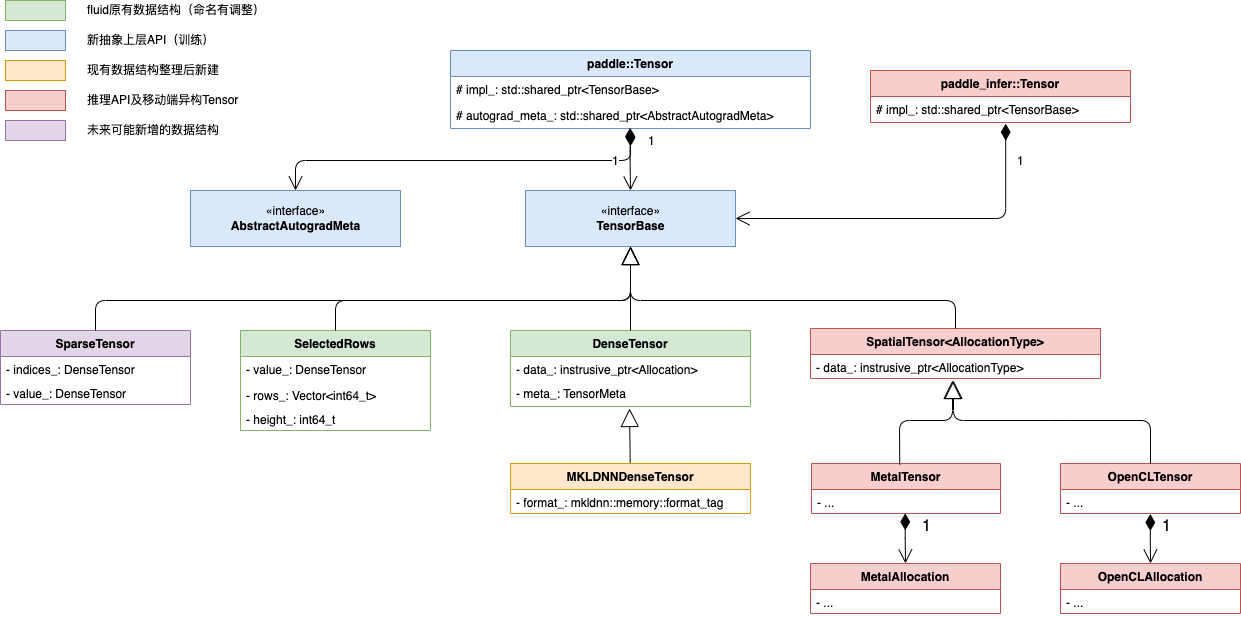 fluid原有数据结构（命名有调整）
新抽象上层API（训练）
现有数据结构整理后新建
推理API及移动端异构Tensor
未来可能新增的数据结构
paddle::Tensor
# impl_: std::shared_ptr<TensorBase>
# autograd_meta_: std::shared_ptr<AbstractAutogradMeta>
paddle_infer::Tensor
# impl_: std::shared_ptr<TensorBase>
1
1
1
«interface»
AbstractAutogradMeta
«interface»
TensorBase
SparseTensor
- indices_: DenseTensor
- value_: DenseTensor
SelectedRows
- value_: DenseTensor
- rows_: Vector<int64_t>
- height_: int64_t
DenseTensor
- data_: instrusive_ptr<Allocation>
- meta_: TensorMeta
SpatialTensor<AllocationType>
- data_: instrusive_ptr<AllocationType>
MKLDNNDenseTensor
- format_: mkldnn::memory::format_tag
MetalTensor
- ...
OpenCLTensor
- ...
1
1
MetalAllocation
- ...
OpenCLAllocation
- ...